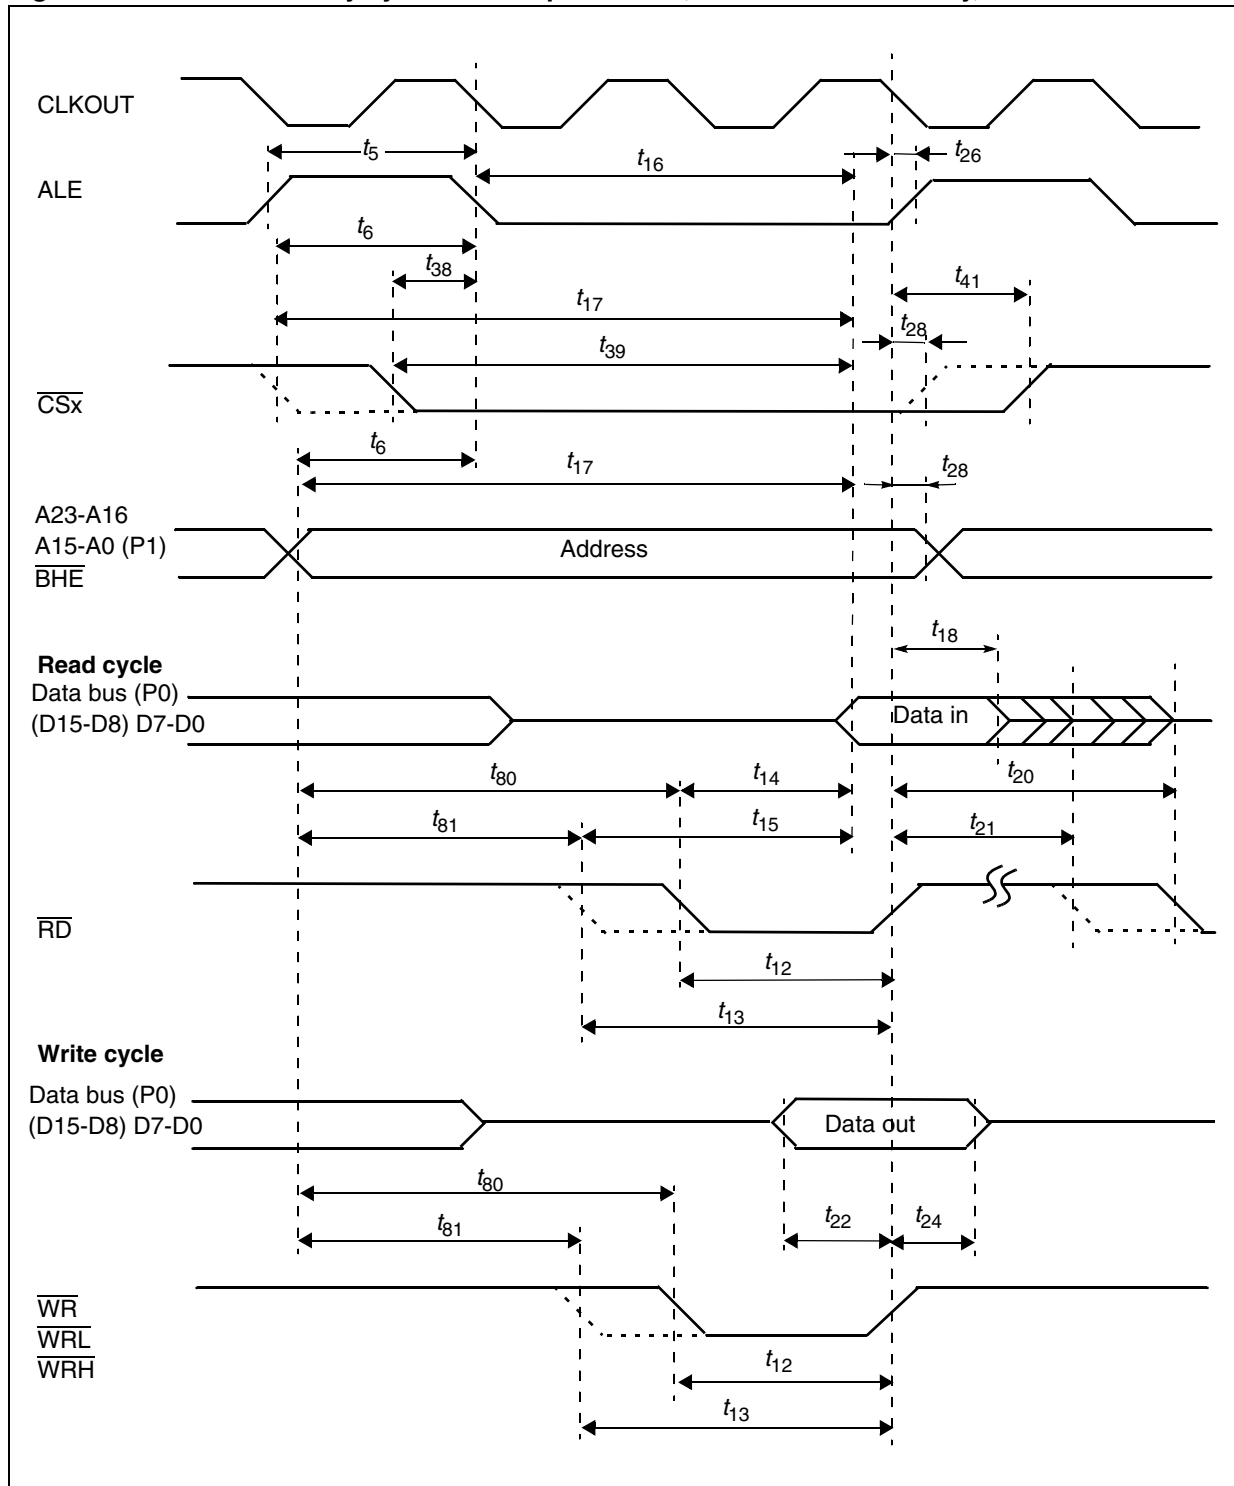 CLKOUT
t5
t16
t26
ALE
t6
t38
t41
t17
t28
t39
CSx
t6
t17
t28
A23-A16
A15-A0 (P1)
BHE
Address
t18
Read cycle
Data bus (P0)
(D15-D8) D7-D0
Data in
t80
t14
t20
t81
t15
t21
RD
t12
t13
Write cycle
Data bus (P0)
(D15-D8) D7-D0
Data out
t80
t81
t22
t24
WR
WRL
WRH
t12
t13